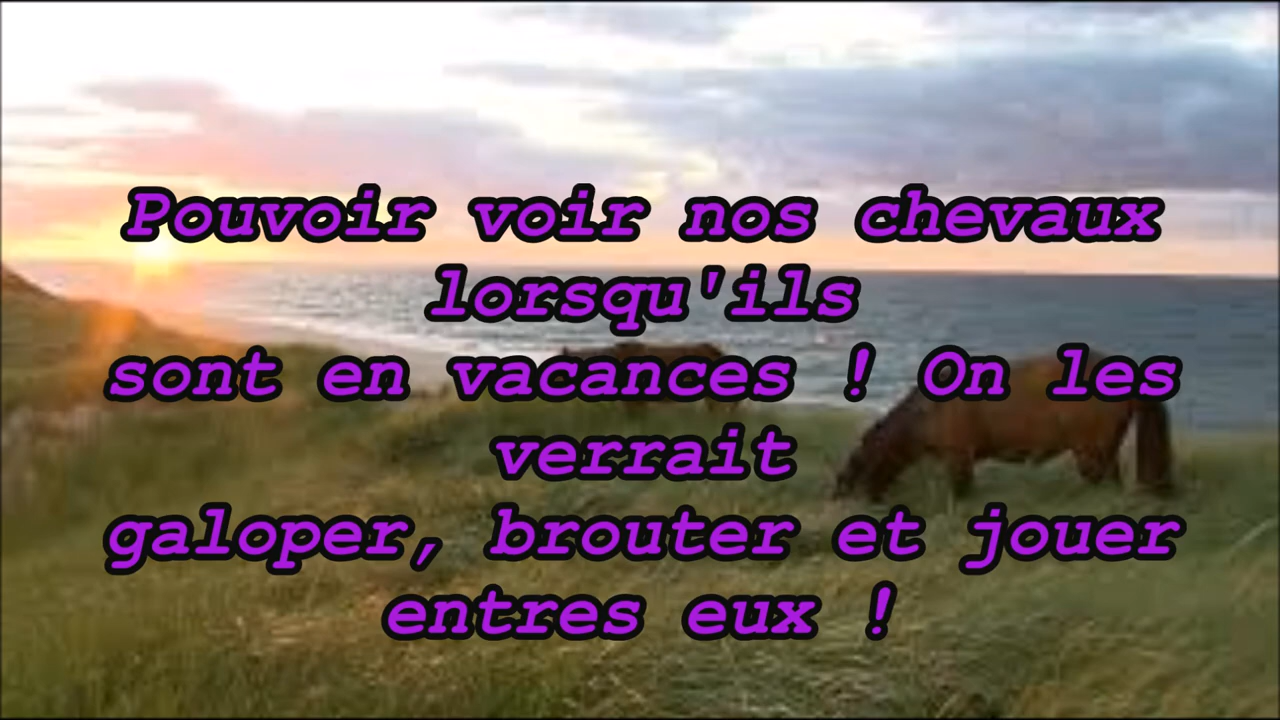 Pouvoir voir nos chevaux
lorsqu'ils
sont en vacances ! On les
verrait
galoper, brouter et jouer
entres eux !